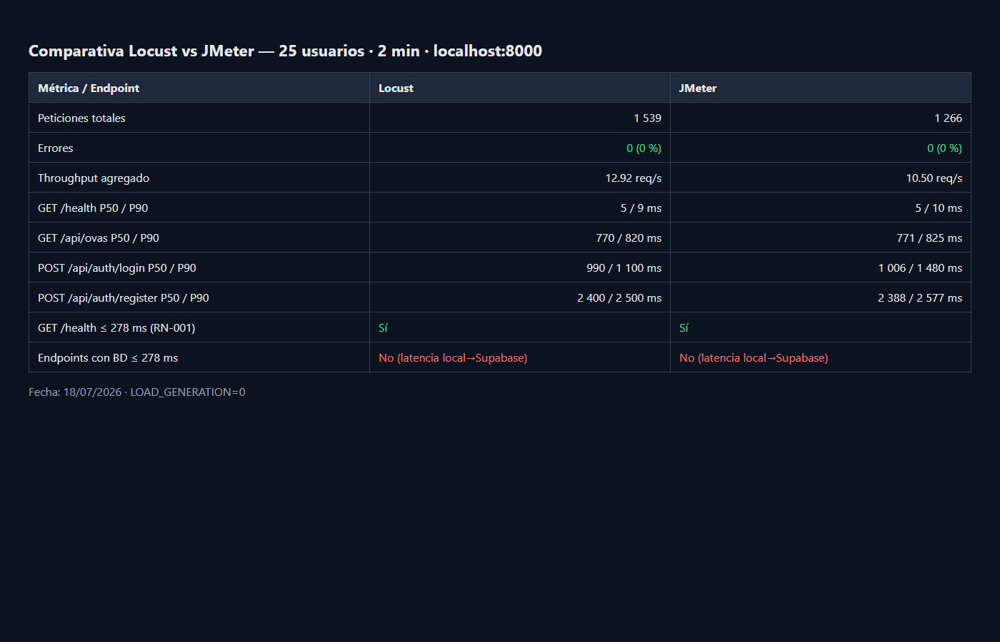 Comparativa Locust vs JMeter — 25 usuarios · 2 min · localhost:8000
Métrica / Endpoint Locust JMeter
Peticiones totales 1 539 1 266
Errores 0 (0 %) 0 (0 %)
Throughput agregado 12.92 req/s 10.50 req/s
GET /health P50 / P90 5 / 9 ms 5 / 10 ms
GET /api/ovas P50 / P90 770 / 820 ms 771 / 825 ms
POST /api/auth/login P50 / P90 990 / 1 100 ms 1 006 / 1 480 ms
POST /api/auth/register P50 / P90 2 400 / 2 500 ms 2 388 / 2 577 ms
GET /health ≤ 278 ms (RN-001) Sí Sí
Endpoints con BD ≤ 278 ms No (latencia local→Supabase) No (latencia local→Supabase)
Fecha: 18/07/2026 · LOAD_GENERATION=0